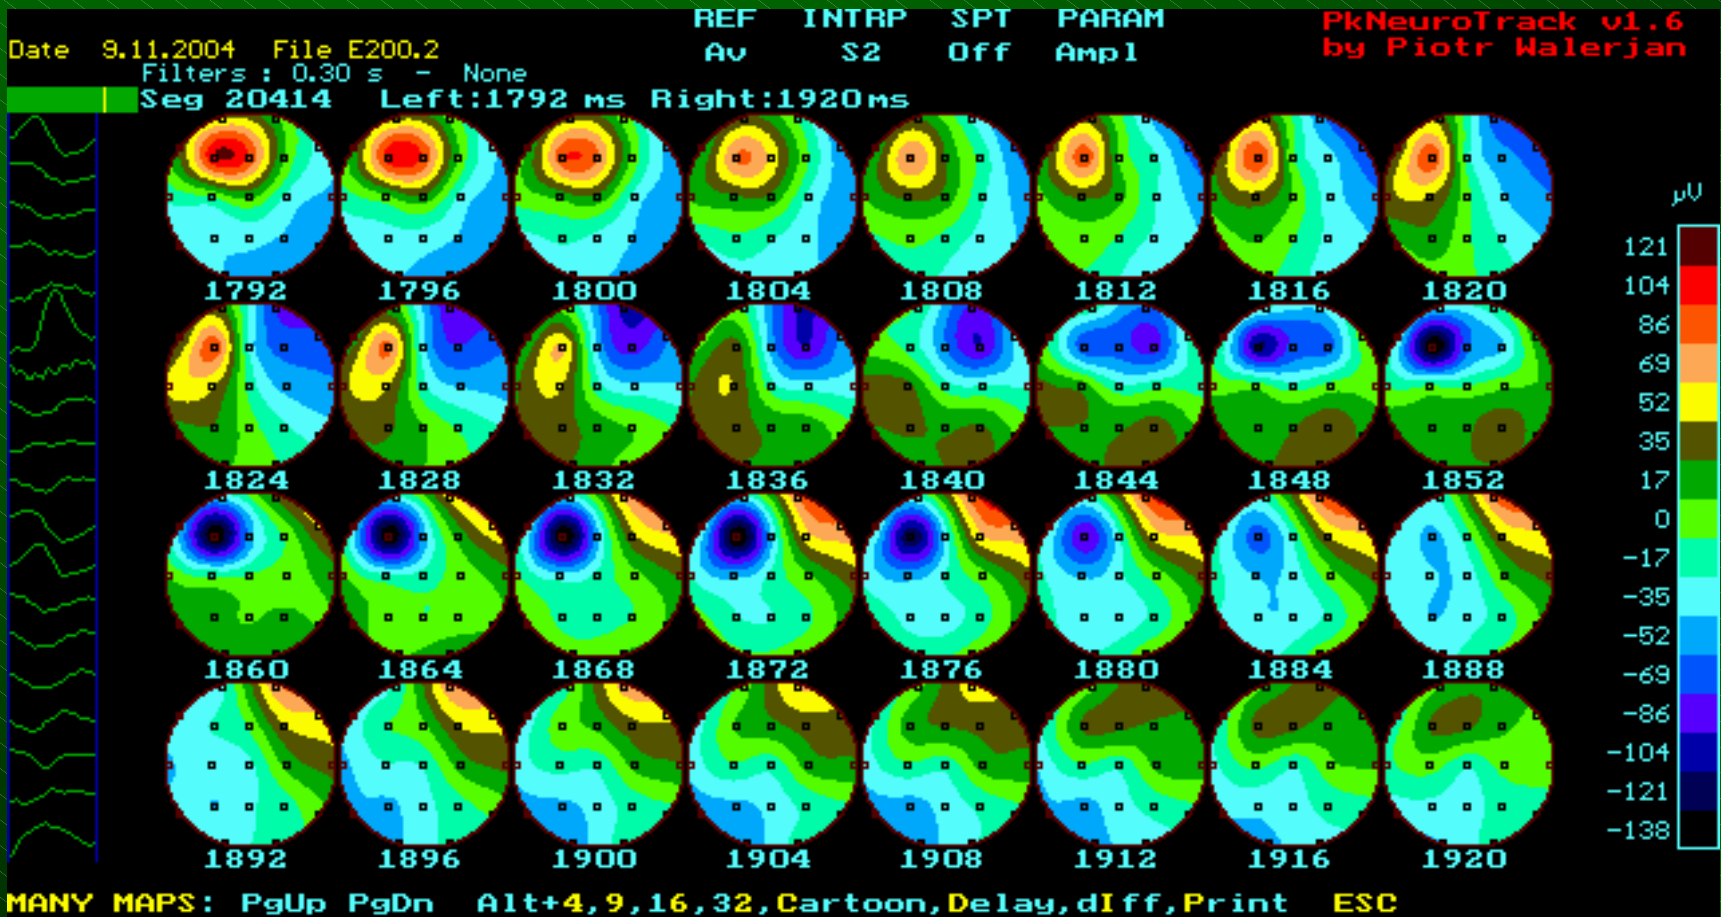 REF INTRP SPT PARAM
PkNeuroTrack v1.6
Date 9.11.2004 File E200.2
Av S2 Off Ampl
by Piotr Walerjan
Filters : 0.30 s - None
Seg 20414 Left:1792 ms Right:1920ms
µV
121
104
86
69
52
35
17
0
-17
-35
-52
-69
-86
-104
-121
-138
1792 1796 1800 1804 1808 1812 1816 1820
1824 1828 1832 1836 1840 1844 1848 1852
1860 1864 1868 1872 1876 1880 1884 1888
1892 1896 1900 1904 1908 1912 1916 1920
MANY MAPS: PgUp PgDn Alt+4,9,16,32,Cartoon,Delay,dIff,Print ESC